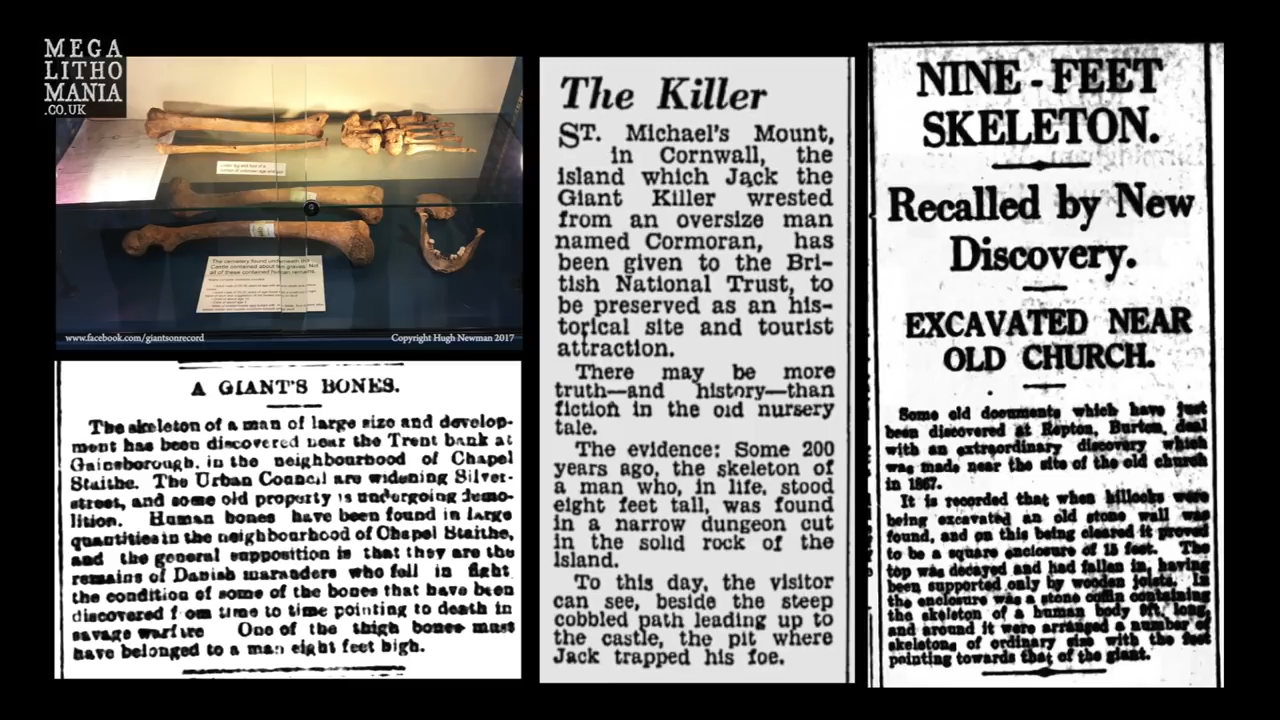 MEGA
LITHO
MANIA
.CO.UK
The cemetery found underneath the
Castle contained about ten graves. Not
all of these contained human remains.
www.facebook.com/giantsonrecord
Copyright Hugh Newman 2017
A GIANT'S BONES.
The skeleton of a man of large size and develop-
ment has been discovered near the Trent bank at
Gainsborough, in the neighbourhood of Chapel
Staithe. The Urban Council are widening Silver-
street, and some old property is undergoing demo-
lition. Human bones have been found in large
quantities in the neighbourhood of Chapel Staithe,
and the general supposition is that they are the
remains of Danish marauders who fell in fight
the condition of some of the bones that have been
discovered f om time to time pointing to death in
savage warfare One of the thigh bones must
have belonged to a man eight feet high.
The Killer
ST. Michael's Mount,
in Cornwall, the
island which Jack the
Giant Killer wrested
from an oversize man
named Cormoran, has
been given to the Bri-
tish National Trust, to
be preserved as an his-
torical site and tourist
attraction.
There may be more
truth—and history—than
fiction in the old nursery
tale.
The evidence: Some 200
years ago, the skeleton of
a man who, in life, stood
eight feet tall, was found
in a narrow dungeon cut
in the solid rock of the
island.
To this day, the visitor
can see, beside the steep
cobbled path leading up to
the castle, the pit where
Jack trapped his foe.
NINE-FEET
SKELETON.
Recalled by New
Discovery.
EXCAVATED NEAR
OLD CHURCH.
Some old documents which have just
been discovered at Repton, Burton, deal
with an extraordinary discovery which
was made near the site of the old church
in 1867.
It is recorded that when hillocks were
being excavated an old stone wall was
found, and on this being cleared it proved
to be a square enclosure of 15 feet. The
top was decayed and had fallen in, having
been supported only by wooden joists. In
the enclosure was a stone coffin containing
the skeleton of a human body 9ft. long,
and around it were arranged a number of
skeletons of ordinary size with the feet
pointing towards that of the giant.